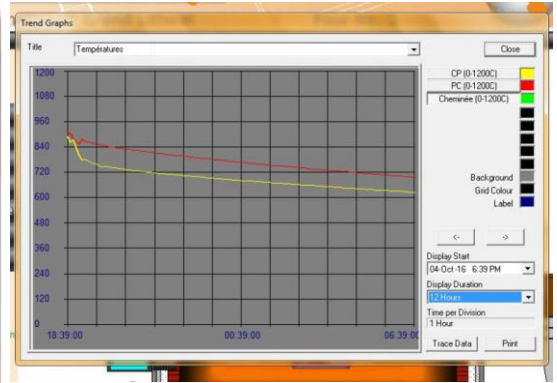 Trend Graphs
Title
Températures
Close
1200
1080
960
840
720
600
480
360
240
120
0
18:39:00
00:39:00
06:39:00
CP (0-1200C)
PC (0-1200C)
Cheminée (0-1200C)
Background
Grid Colour
Label
<-
->
Display Start
04-Oct-16 6:39 PM
Display Duration
12 Hours
Time per Division
1 Hour
Trace Data
Print